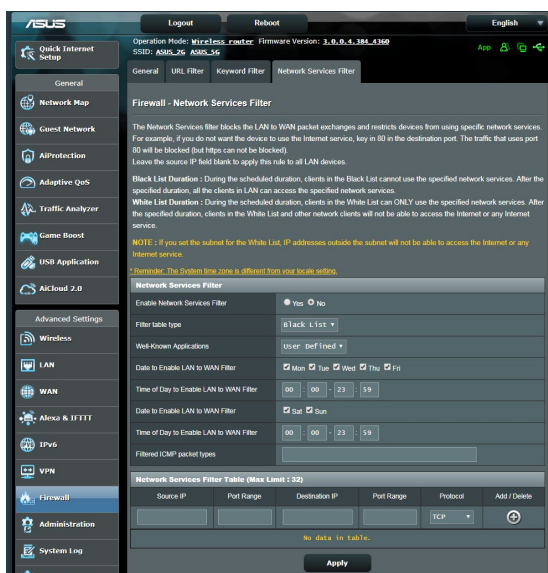 ASUS
Logout Reboot English
Operation Mode: Wireless router Firmware Version: 3.0.0.4.384_4360
SSID: ASUS_2G ASUS_5G
App
Quick Internet Setup
General URL Filter Keyword Filter Network Services Filter
General
Network Map
Guest Network
AiProtection
Adaptive QoS
Traffic Analyzer
Game Boost
USB Application
AiCloud 2.0
Advanced Settings
Wireless
LAN
WAN
Alexa & IFTTT
IPv6
VPN
Firewall
Administration
System Log
Firewall - Network Services Filter
The Network Services filter blocks the LAN to WAN packet exchanges and restricts devices from using specific network services.
For example, if you do not want the device to use the Internet service, key in 80 in the destination port. The traffic that uses port
80 will be blocked (but https can not be blocked).
Leave the source IP field blank to apply this rule to all LAN devices.
Black List Duration : During the scheduled duration, clients in the Black List cannot use the specified network services. After the
specified duration, all the clients in LAN can access the specified network services.
White List Duration : During the scheduled duration, clients in the White List can ONLY use the specified network services. After
the specified duration, clients in the White List and other network clients will not be able to access the Internet or any Internet
service.
NOTE : If you set the subnet for the White List, IP addresses outside the subnet will not be able to access the Internet or any
Internet service.
* Reminder: The System time zone is different from your locale setting.
Network Services Filter
Enable Network Services Filter Yes No
Filter table type Black List
Well-Known Applications User Defined
Date to Enable LAN to WAN Filter Mon Tue Wed Thu Fri
Time of Day to Enable LAN to WAN Filter 00 : 00 - 23 : 59
Date to Enable LAN to WAN Filter Sat Sun
Time of Day to Enable LAN to WAN Filter 00 : 00 - 23 : 59
Filtered ICMP packet types
Network Services Filter Table (Max Limit : 32)
Source IP Port Range Destination IP Port Range Protocol Add / Delete
TCP
No data in table.
Apply